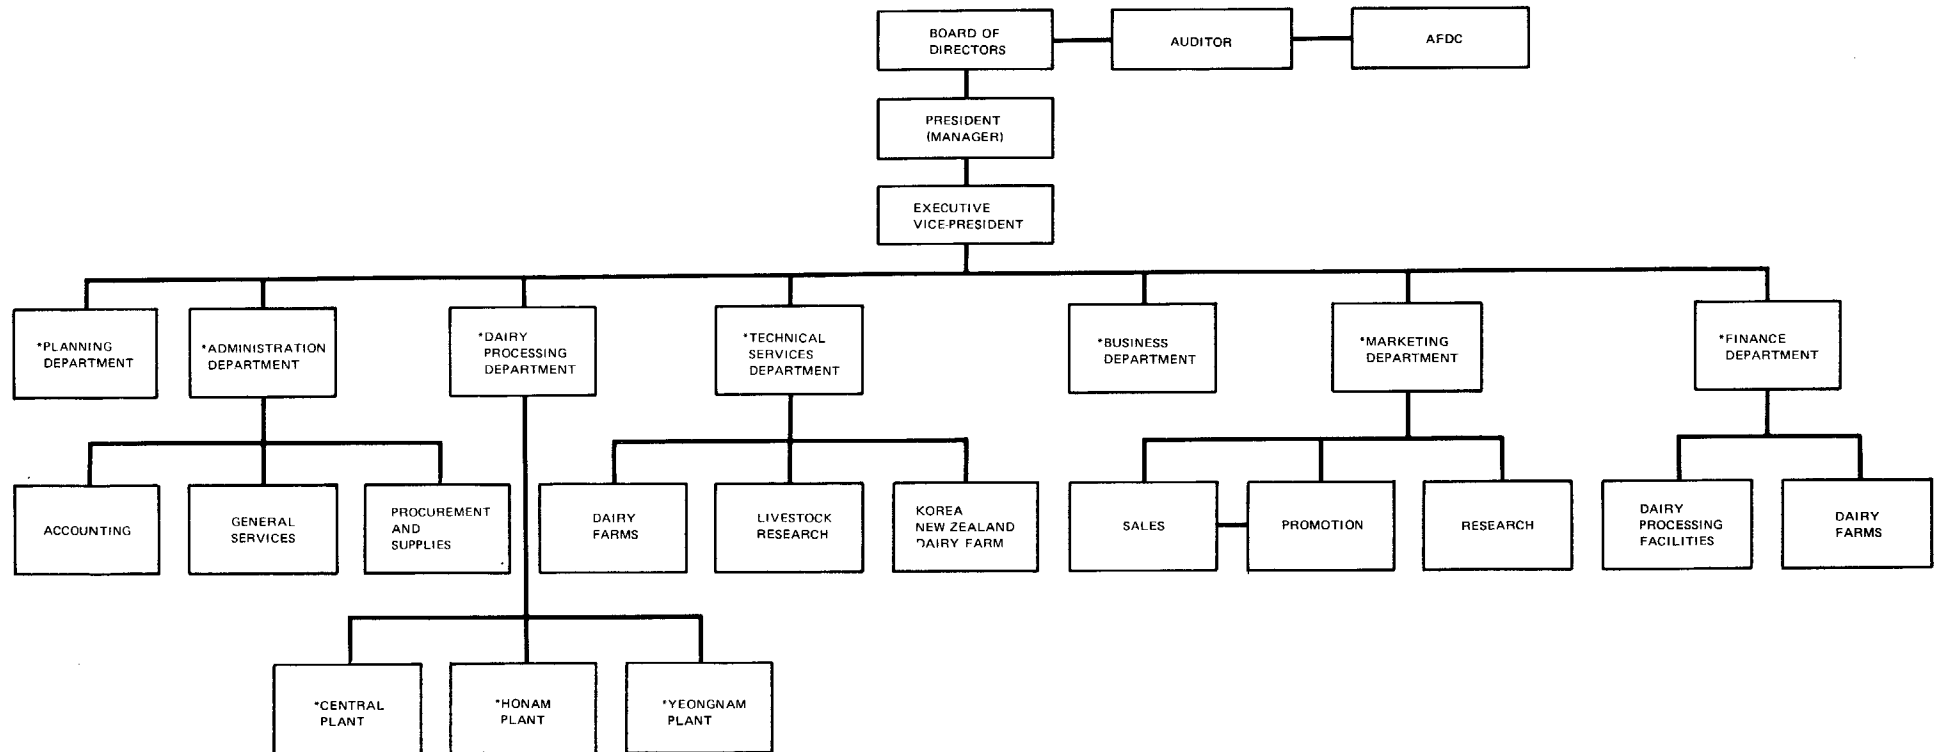 BOARD OF
DIRECTORS
AUDITOR
AFDC
PRESIDENT
(MANAGER)
EXECUTIVE
VICE-PRESIDENT
*PLANNING
DEPARTMENT
*ADMINISTRATION
DEPARTMENT
*DAIRY
PROCESSING
DEPARTMENT
*TECHNICAL
SERVICES
DEPARTMENT
*BUSINESS
DEPARTMENT
*MARKETING
DEPARTMENT
*FINANCE
DEPARTMENT
ACCOUNTING
GENERAL
SERVICES
PROCUREMENT
AND
SUPPLIES
DAIRY
FARMS
LIVESTOCK
RESEARCH
KOREA
NEW ZEALAND
DAIRY FARM
SALES
PROMOTION
RESEARCH
DAIRY
PROCESSING
FACILITIES
DAIRY
FARMS
*CENTRAL
PLANT
*HONAM
PLANT
*YEONGNAM
PLANT